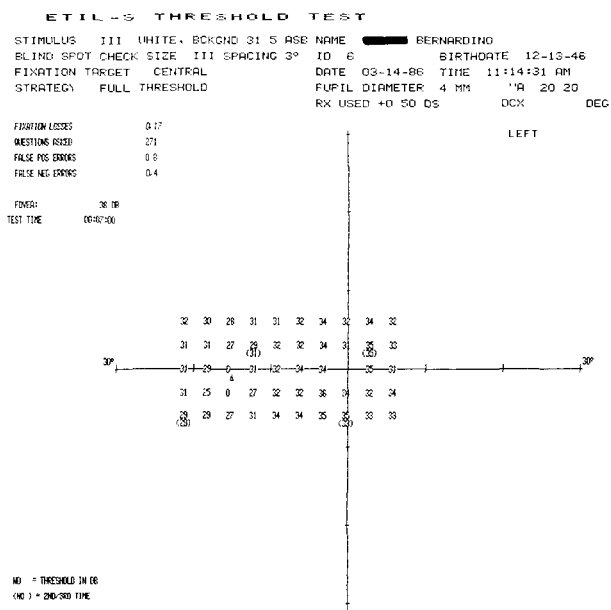 ETIL-S THRESHOLD TEST
STIMULUS III WHITE, BCKGND 31 5 ASB NAME BERNARDINO
BLIND SPOT CHECK SIZE III SPACING 3° ID 6 BIRTHDATE 12-13-46
FIXATION TARGET CENTRAL DATE 03-14-86 TIME 11:14:31 AM
STRATEGY FULL THRESHOLD PUPIL DIAMETER 4 MM VA 20 20
RX USED +0 50 DS DCX DEG
LEFT
FIXATION LOSSES 0/17
QUESTIONS ASKED 271
FALSE POS ERRORS 0/8
FALSE NEG ERRORS 0/4
FOVEA: 36 DB
TEST TIME 00:07:00
32 30 28 31 31 32 34 32 34 32
31 31 27 29 32 32 34 31 35 33
(31) (35)
30° 31 29 0 31 32 34 34 35 31 30°
31 25 0 27 32 32 36 34 32 34
29 29 27 31 34 34 35 35 33 33
(29) (33)
NO = THRESHOLD IN DB
(NO) = 2ND/3RD TIME